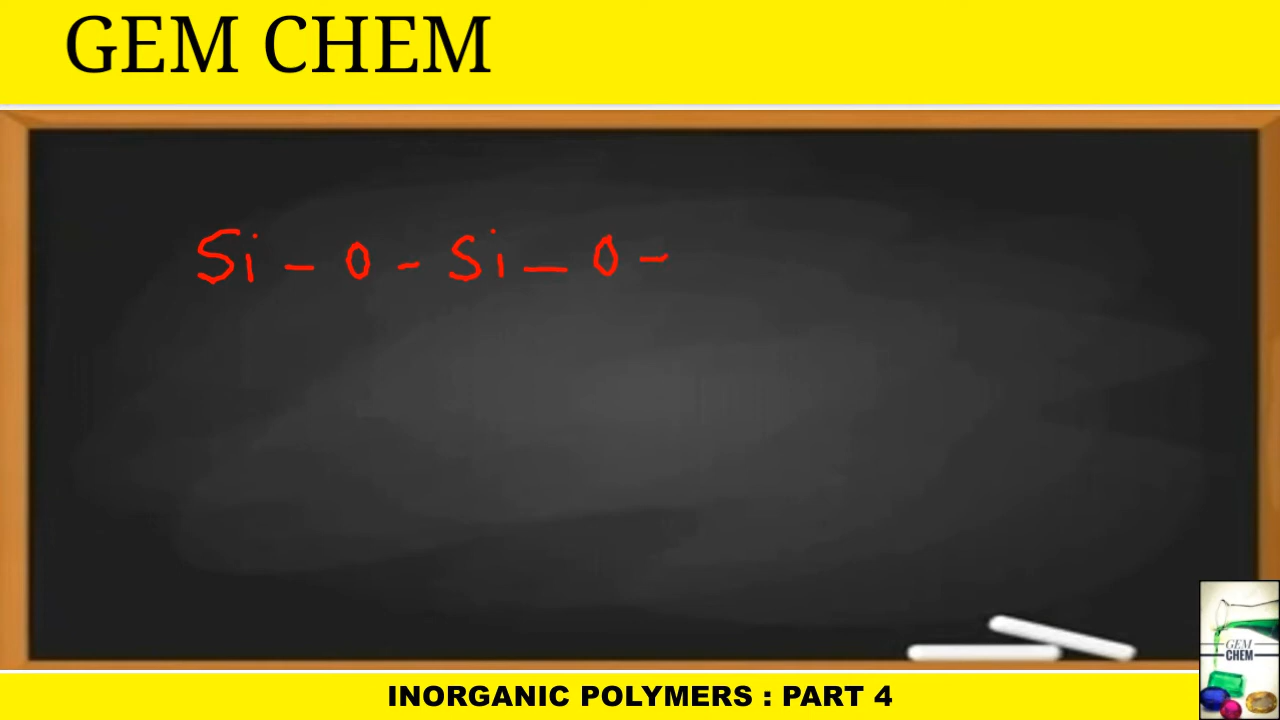 GEM CHEM
Si - O - Si - O -
GEM
CHEM
INORGANIC POLYMERS : PART 4